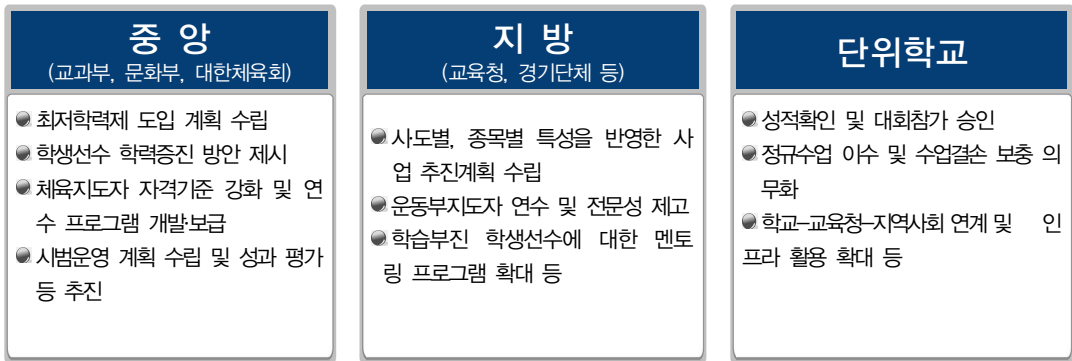 중 앙
(교과부, 문화부, 대한체육회)
최저학력제 도입 계획 수립
학생선수 학력증진 방안 제시
체육지도자 자격기준 강화 및 연
수 프로그램 개발·보급
시범운영 계획 수립 및 성과 평가
등 추진
지 방
(교육청, 경기단체 등)
시·도별, 종목별 특성을 반영한 사
업 추진계획 수립
운동부지도자 연수 및 전문성 제고
학습부진 학생선수에 대한 멘토
링 프로그램 확대 등
단위학교
성적확인 및 대회참가 승인
정규수업 이수 및 수업결손 보충 의
무화
학교-교육청-지역사회 연계 및 인
프라 활용 확대 등